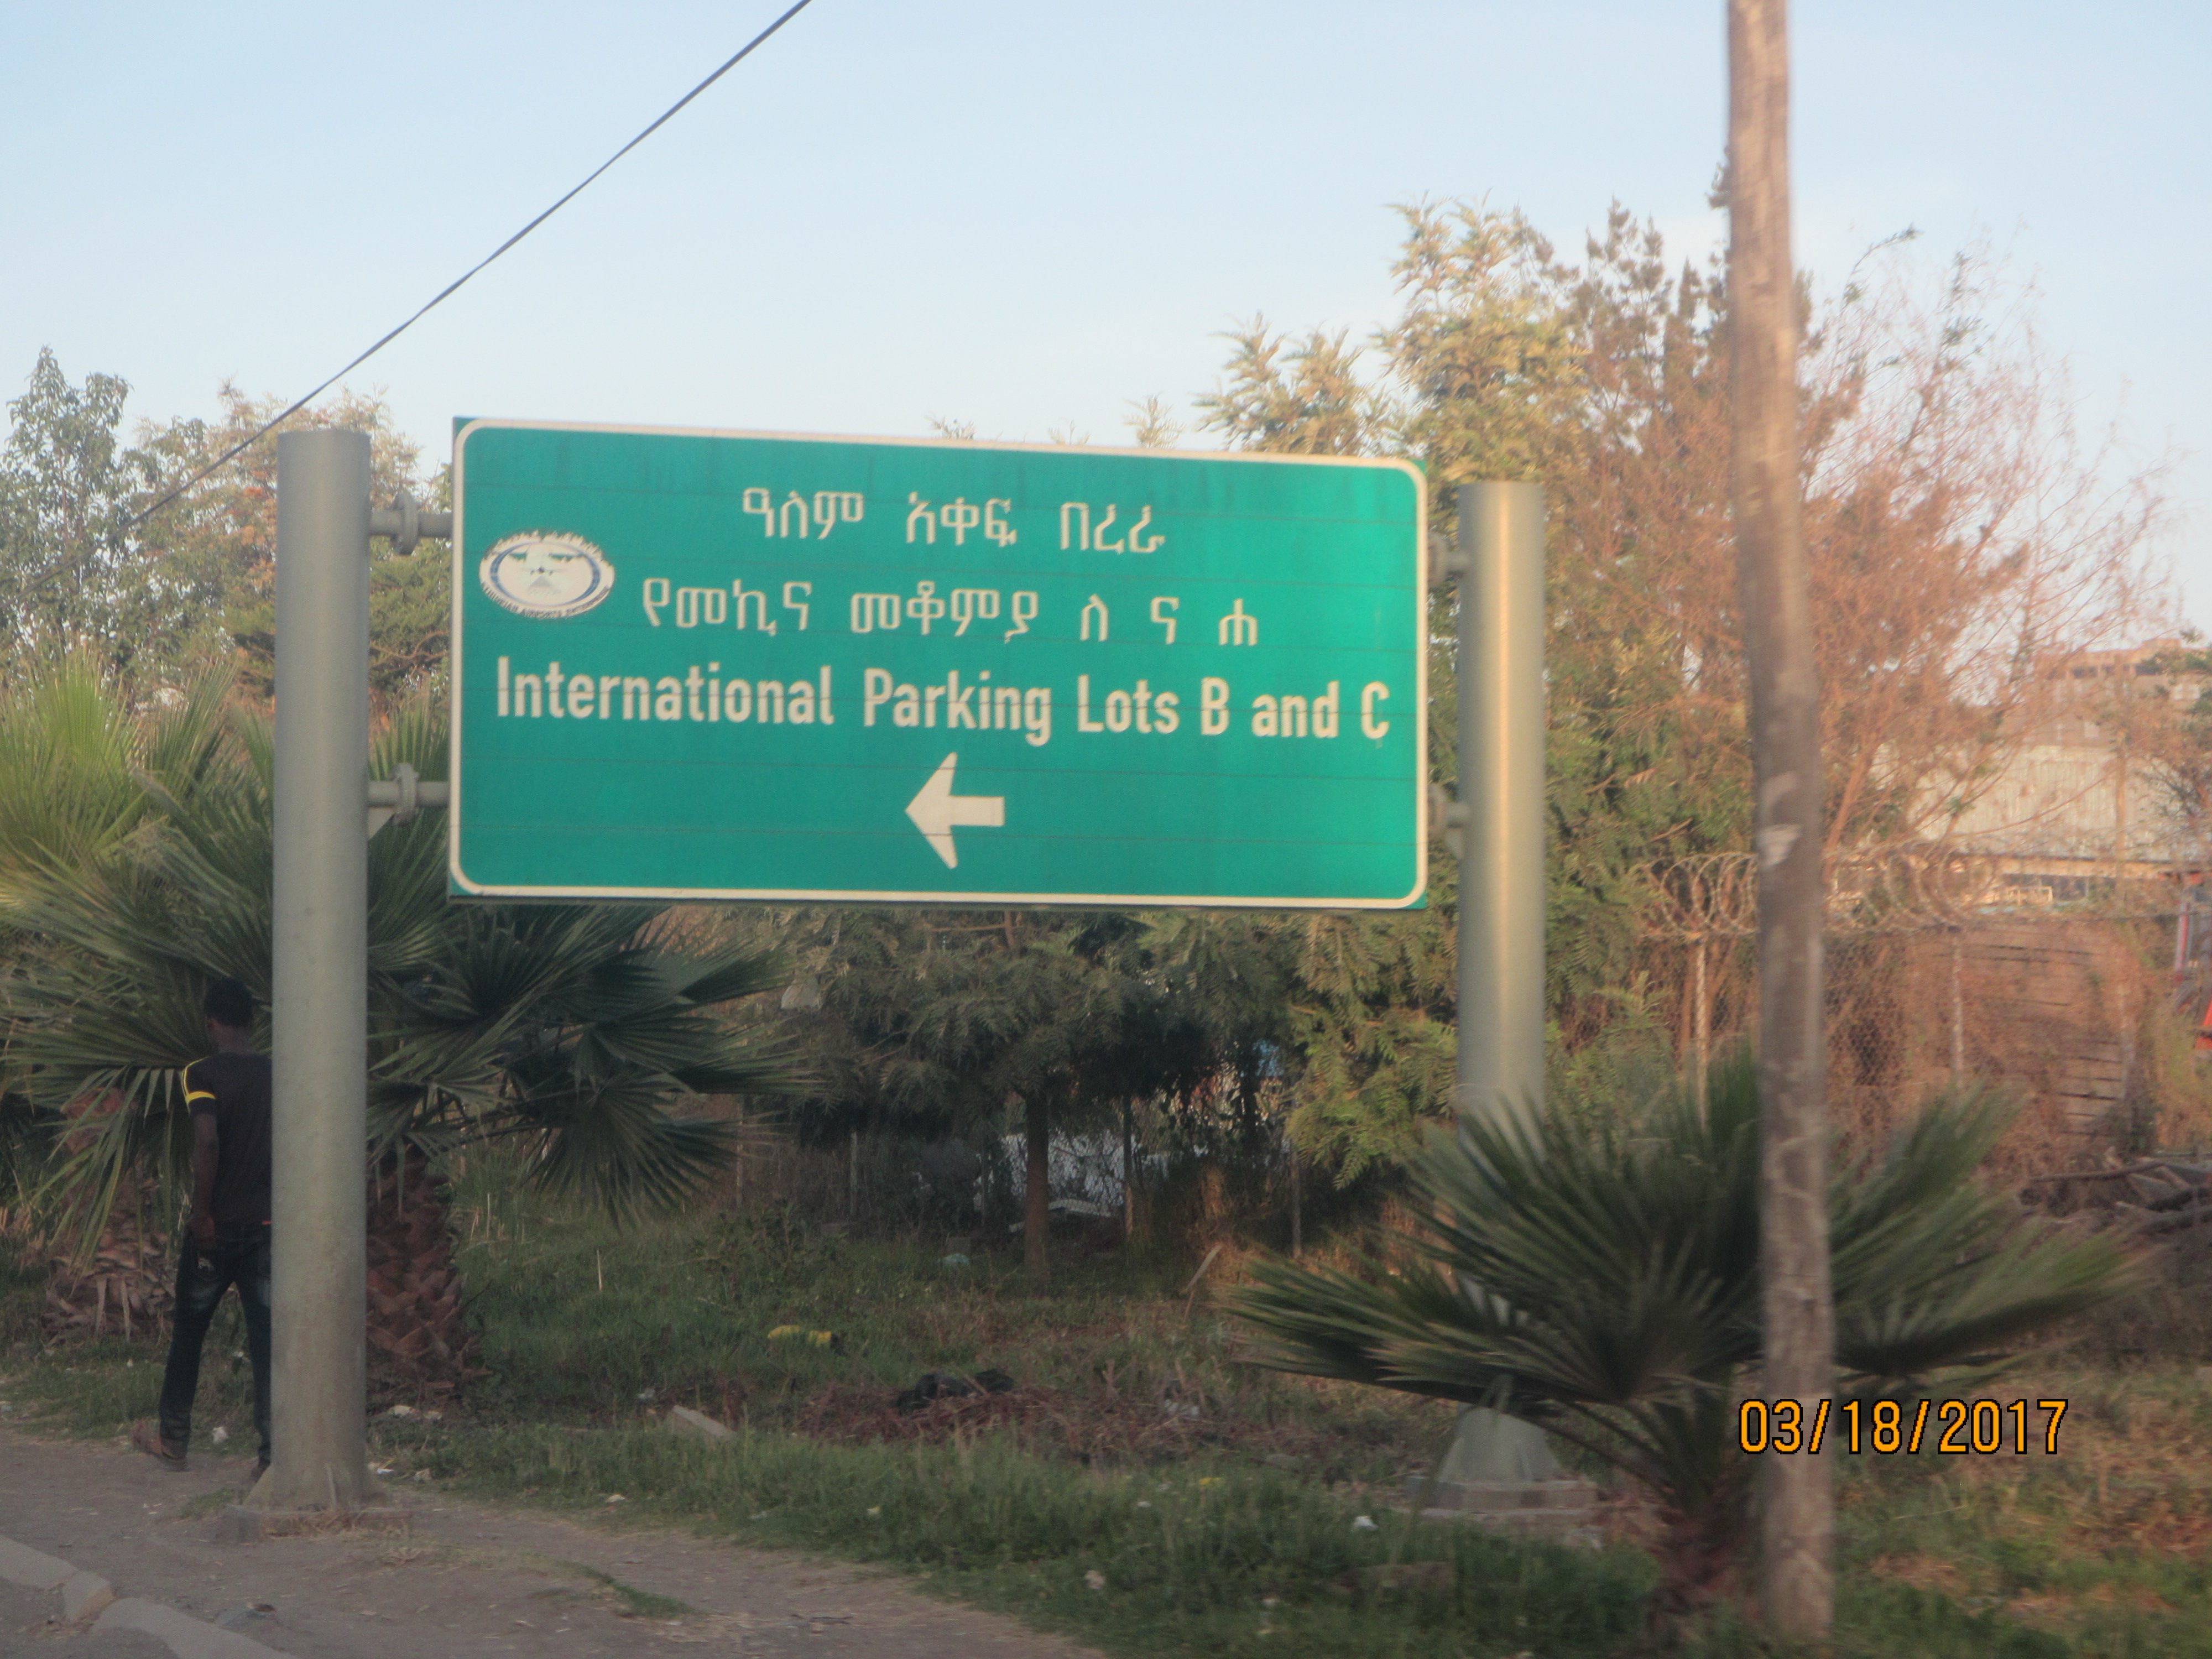 ዓለም አቀፍ በረራ
የመኪና መቆምያ ለ ና ሐ
International Parking Lots B and C
03/18/2017